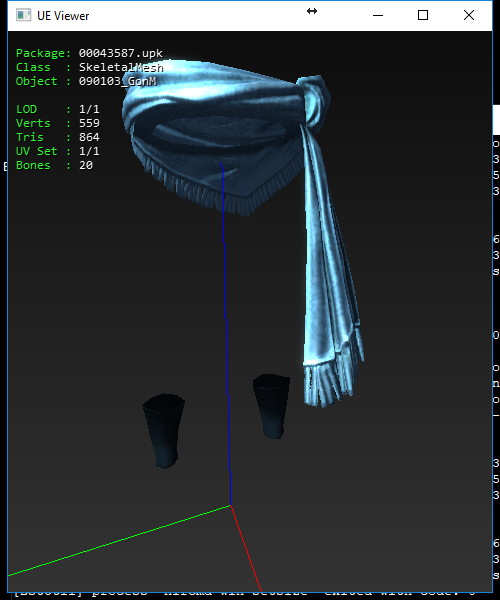 UE Viewer
Package: 00043587.upk
Class  : SkeletalMesh
Object : 090103_GonM
LOD    : 1/1
Verts  : 559
Tris   : 864
UV Set : 1/1
Bones  : 20